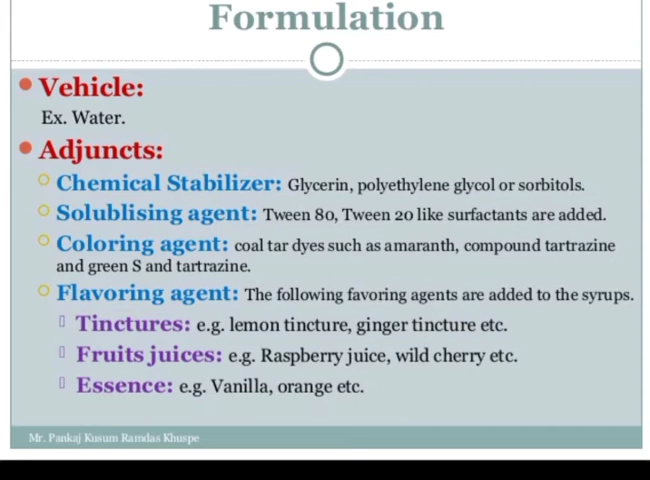 Formulation
Vehicle:
Ex. Water.
Adjuncts:
Chemical Stabilizer: Glycerin, polyethylene glycol or sorbitols.
Solublising agent: Tween 80, Tween 20 like surfactants are added.
Coloring agent: coal tar dyes such as amaranth, compound tartrazine
and green S and tartrazine.
Flavoring agent: The following favoring agents are added to the syrups.
Tinctures: e.g. lemon tincture, ginger tincture etc.
Fruits juices: e.g. Raspberry juice, wild cherry etc.
Essence: e.g. Vanilla, orange etc.
Mr. Pankaj Kusum Ramdas Khuspe